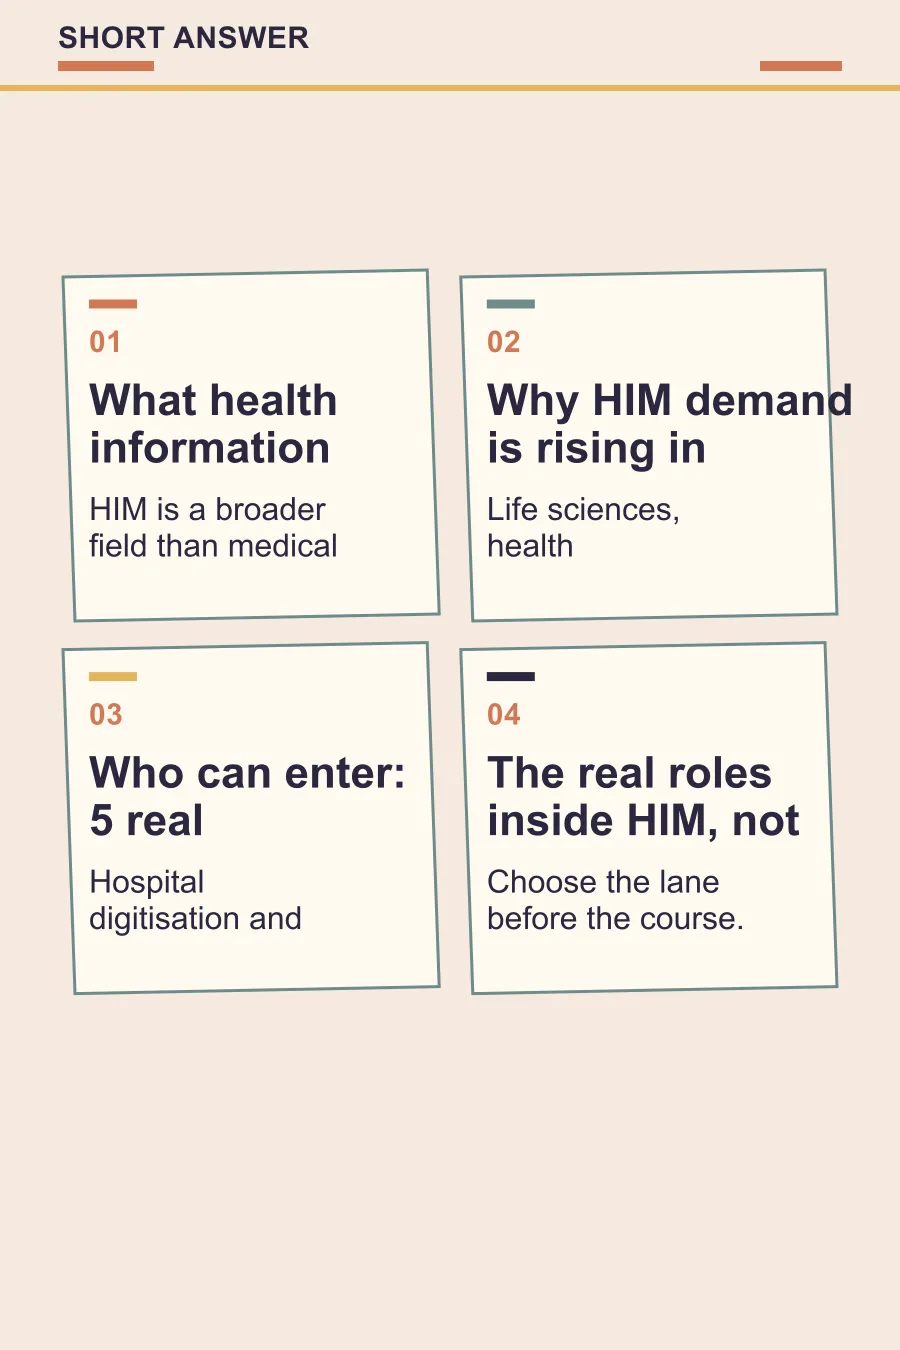 SHORT ANSWER
01
What health
information
HIM is a broader
field than medical
02
Why HIM demand
is rising in
Life sciences,
health
03
Who can enter:
5 real
Hospital
digitisation and
04
The real roles
inside HIM, not
Choose the lane
before the course.